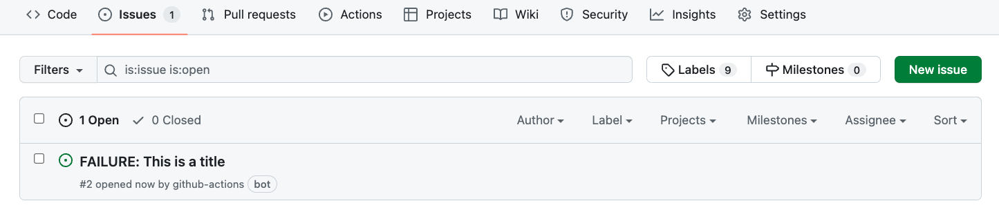 Code Issues 1 Pull requests Actions Projects Wiki Security Insights Settings
Filters is:issue is:open Labels 9 Milestones 0 New issue
1 Open 0 Closed Author Label Projects Milestones Assignee Sort
FAILURE: This is a title
#2 opened now by github-actions bot